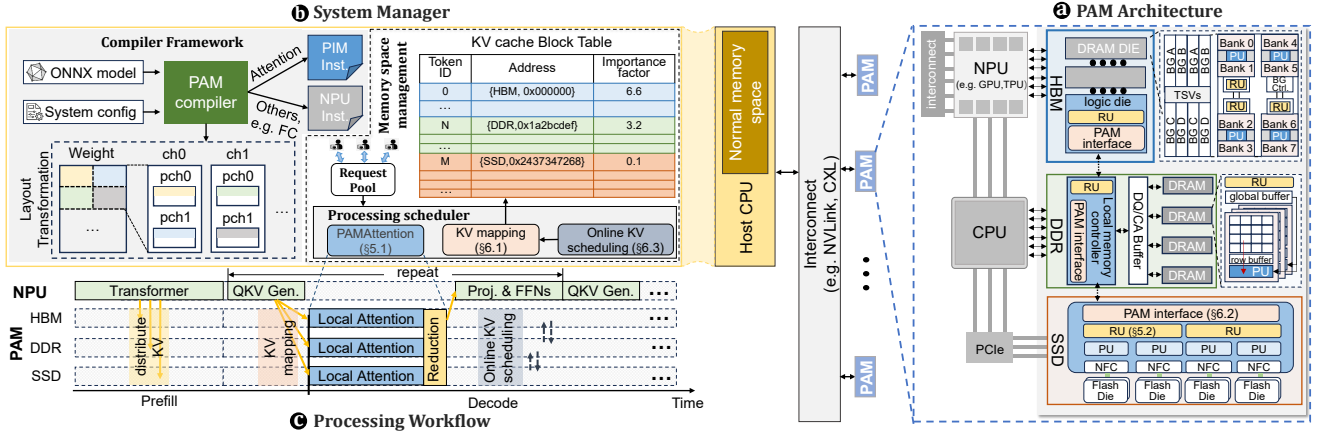 b System Manager
Compiler Framework
ONNX model
System config
PAM
compiler
Attention
Others,
e.g. FC
PIM
Inst.
NPU
Inst.
Layout
Transformation
Weight
...
ch0
pch0
pch1
ch1
pch0
pch1
...
Memory space
management
KV cache Block Table
Token
ID
Address
Importance
factor
0 {HBM, 0x000000} 6.6
...
N {DDR,0x1a2bcdef} 3.2
...
M {SSD,0x2437347268} 0.1
...
Request
Pool
Processing scheduler
PAMAttention
(§5.1)
KV mapping
(§6.1)
Online KV
scheduling (§6.3)
Host CPU
Normal memory
space
repeat
NPU
Transformer
QKV Gen.
Proj. & FFNs
QKV Gen.
...
PAM
HBM
DDR
SSD
distribute
KV
KV
mapping
Local Attention
Local Attention
Local Attention
Reduction
Online KV
scheduling
...
...
...
Prefill
Decode
Time
c Processing Workflow
Interconnect
(e.g. NVLink, CXL)
PAM
PAM
PAM
a PAM Architecture
interconnect
NPU
(e.g. GPU,TPU)
CPU
PCIe
HBM
DRAM DIE
logic die
RU
PAM
interface
BG A
BG A
BG B
BG B
TSVs
BG C
BG C
BG D
BG D
Bank 0
PU
Bank 1
RU
RU
Bank 2
PU
Bank 3
Bank 4
PU
Bank 5
BG
Ctrl.
RU
Bank 6
PU
Bank 7
DDR
RU
PAM Interface
Local memory
controller
DQ/CA Buffer
DRAM
DRAM
DRAM
DRAM
RU
global buffer
row buffer
PU
SSD
PAM interface (§6.2)
RU (§5.2)
RU
PU
PU
PU
PU
NFC
NFC
NFC
NFC
Flash
Die
Flash
Die
Flash
Die
Flash
Die